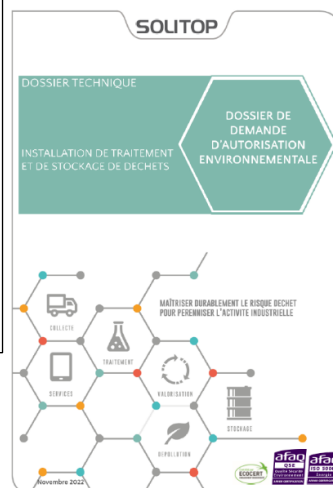 SOLITOP
DOSSIER TECHNIQUE
INSTALLATION DE TRAITEMENT
ET DE STOCKAGE DE DECHETS
DOSSIER DE
DEMANDE
D'AUTORISATION
ENVIRONNEMENTALE
MAÎTRISER DURABLEMENT LE RISQUE DECHET
POUR PERENNISER L'ACTIVITE INDUSTRIELLE
COLLECTE
TRAITEMENT
SERVICES
VALORISATION
STOCKAGE
DEPOLLUTION
Novembre 2022
ECOCERT
afaq
QSE
afaq